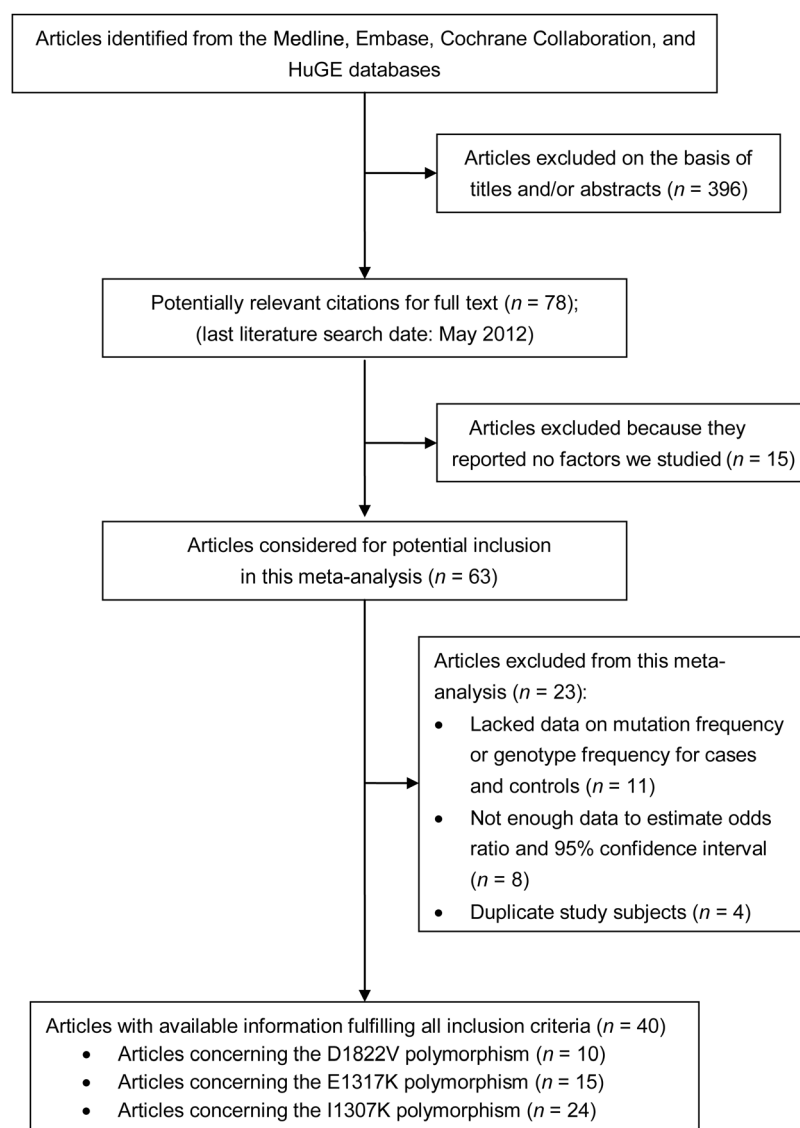 Articles identified from the Medline, Embase, Cochrane Collaboration, and
HuGE databases
Articles excluded on the basis of
titles and/or abstracts (n = 396)
Potentially relevant citations for full text (n = 78);
(last literature search date: May 2012)
Articles excluded because they
reported no factors we studied (n = 15)
Articles considered for potential inclusion
in this meta-analysis (n = 63)
Articles excluded from this meta-
analysis (n = 23):
• Lacked data on mutation frequency
or genotype frequency for cases
and controls (n = 11)
• Not enough data to estimate odds
ratio and 95% confidence interval
(n = 8)
• Duplicate study subjects (n = 4)
Articles with available information fulfilling all inclusion criteria (n = 40)
• Articles concerning the D1822V polymorphism (n = 10)
• Articles concerning the E1317K polymorphism (n = 15)
• Articles concerning the I1307K polymorphism (n = 24)